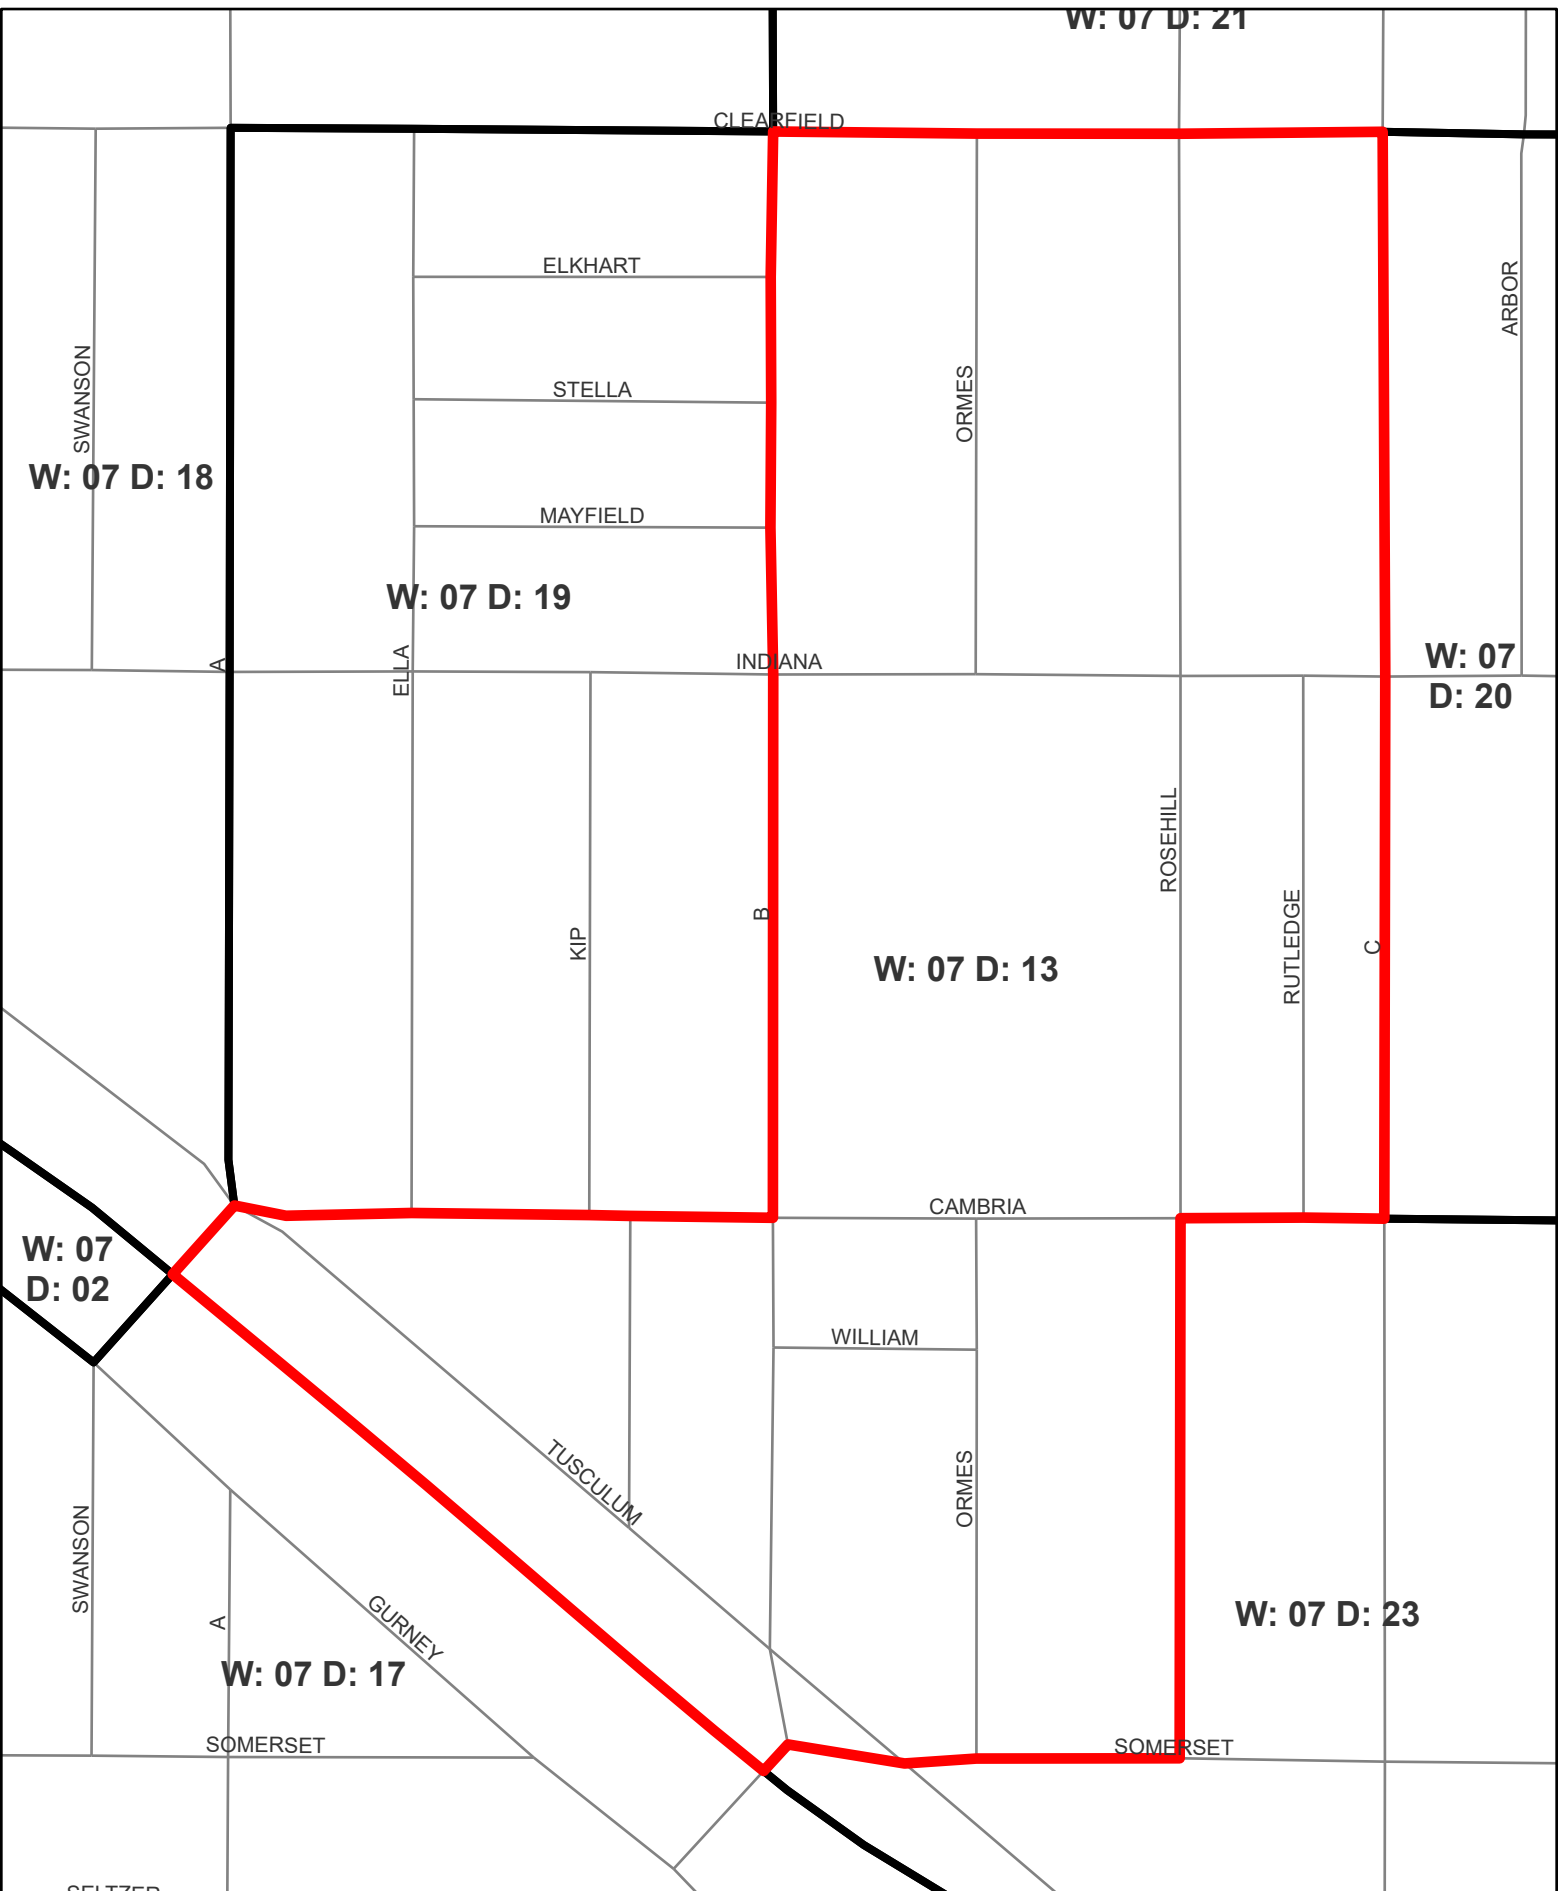 W: 07 D: 21
CLEARFIELD
ELKHART
ARBOR
SWANSON
STELLA
ORMES
W: 07 D: 18
MAYFIELD
W: 07 D: 19
A
ELLA
INDIANA
W: 07
D: 20
ROSEHILL
B
KIP
RUTLEDGE
C
W: 07 D: 13
CAMBRIA
W: 07
D: 02
WILLIAM
TUSCULUM
ORMES
SWANSON
A
GURNEY
W: 07 D: 23
W: 07 D: 17
SOMERSET
SOMERSET
SELTZER